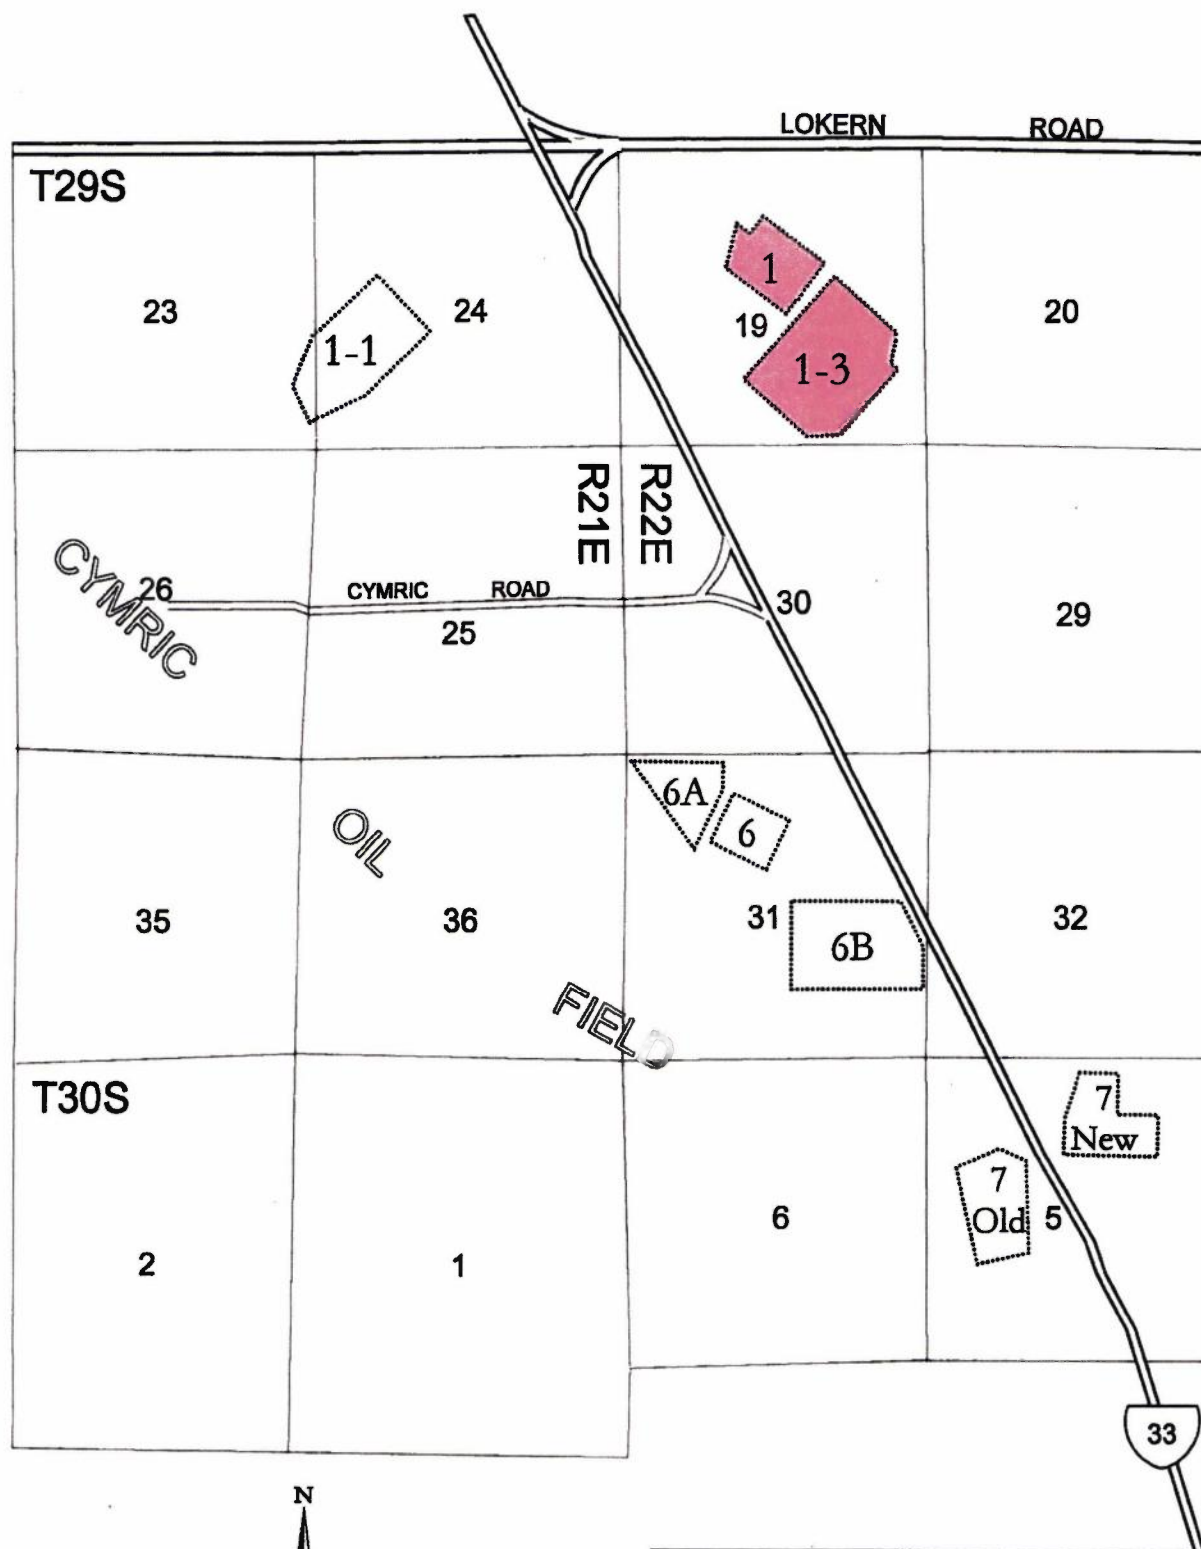 LOKERN ROAD
T29S
23
24
1
19
1-3
20
1-1
R21E
R22E
CYMRIC
26
CYMRIC ROAD
25
30
29
6A
6
OIL
35
36
31
6B
32
FIELD
T30S
7
New
7
Old
5
6
2
1
33
N